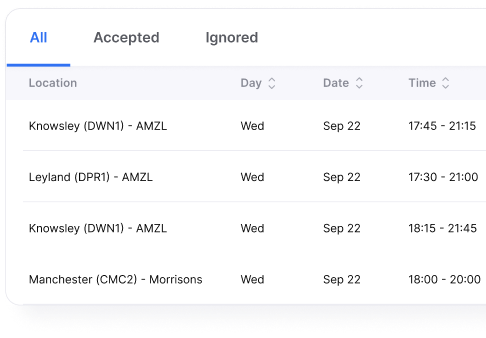 All Accepted Ignored
Location Day Date Time
Knowsley (DWN1) - AMZL Wed Sep 22 17:45 - 21:15
Leyland (DPR1) - AMZL Wed Sep 22 17:30 - 21:00
Knowsley (DWN1) - AMZL Wed Sep 22 18:15 - 21:45
Manchester (CMC2) - Morrisons Wed Sep 22 18:00 - 20:00